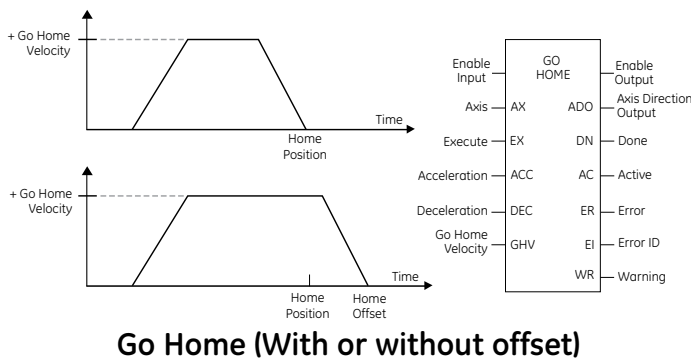 + Go Home
Velocity
Time
Home
Position
+ Go Home
Velocity
Time
Home
Position
Home
Offset
GO
HOME
Enable
Input
Enable
Output
Axis
AX
ADO
Axis Direction
Output
Execute
EX
DN
Done
Acceleration
ACC
AC
Active
Deceleration
DEC
ER
Error
Go Home
Velocity
GHV
EI
Error ID
WR
Warning
Go Home (With or without offset)